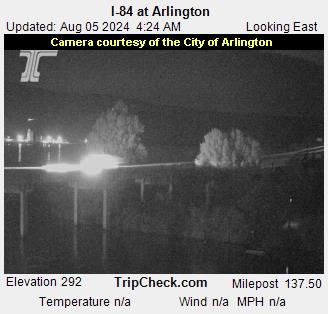 I-84 at Arlington
Updated: Aug 05 2024 4:24 AM Looking East
Camera courtesy of the City of Arlington
Elevation 292 TripCheck.com Milepost 137.50
Temperature n/a Wind n/a MPH n/a